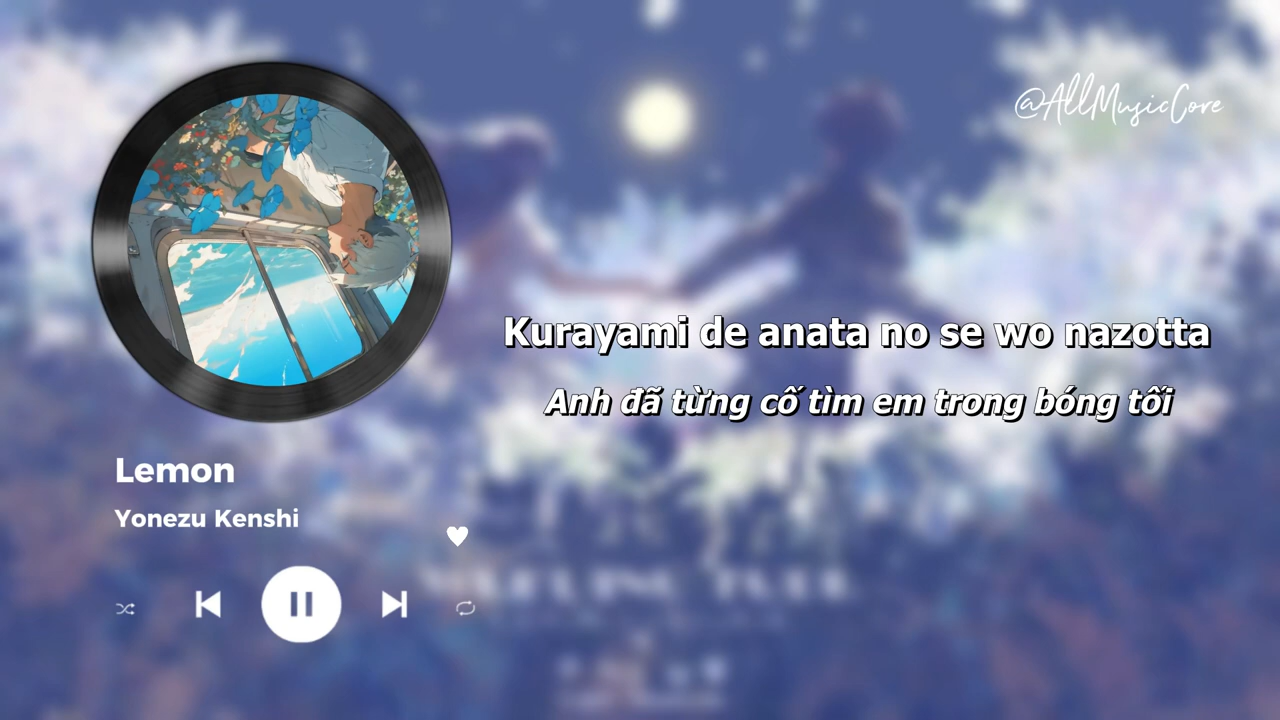 @AllMusicCore
Kurayami de anata no se wo nazotta
Anh đã từng cố tìm em trong bóng tối
Lemon
Yonezu Kenshi